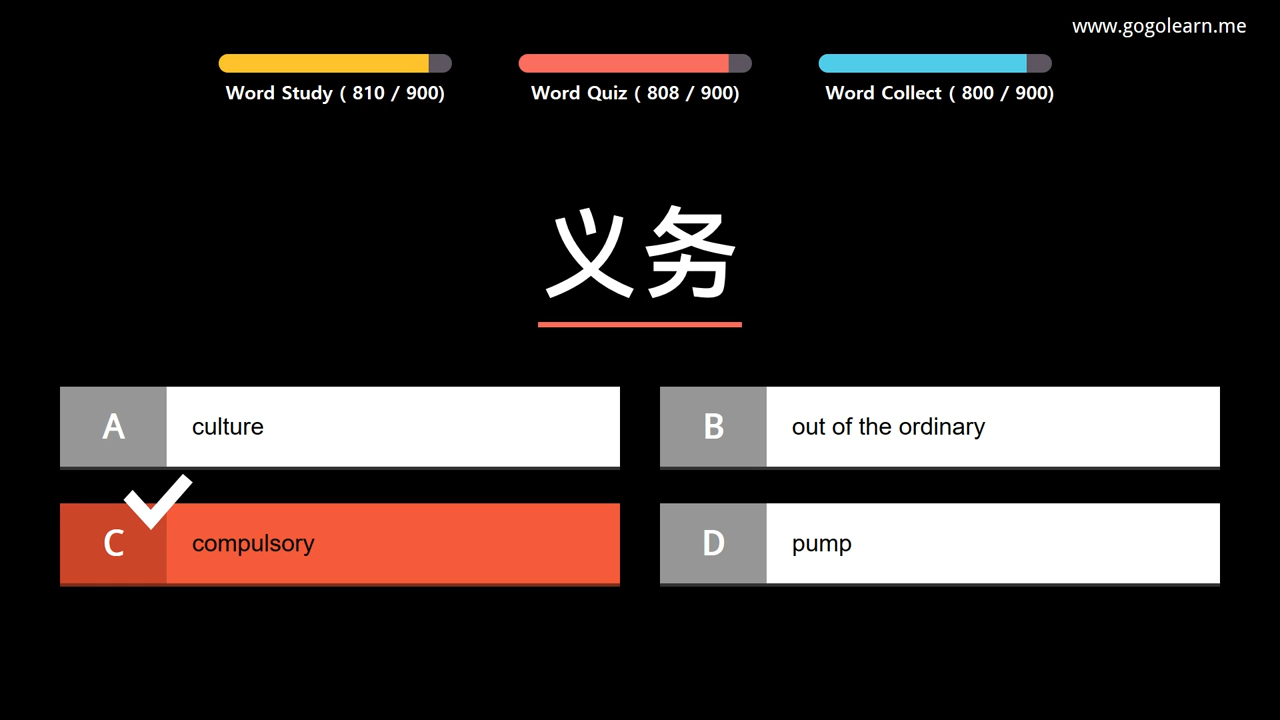 www.gogolearn.me
Word Study ( 810 / 900)
Word Quiz ( 808 / 900)
Word Collect ( 800 / 900)
义务
A culture
B out of the ordinary
C compulsory
D pump